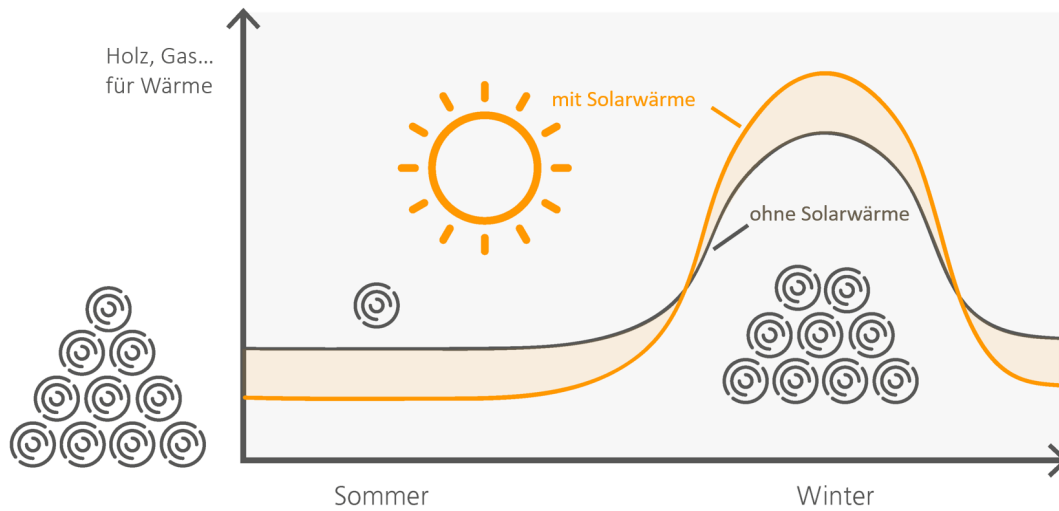 Holz, Gas...
für Wärme
mit Solarwärme
ohne Solarwärme
Sommer
Winter